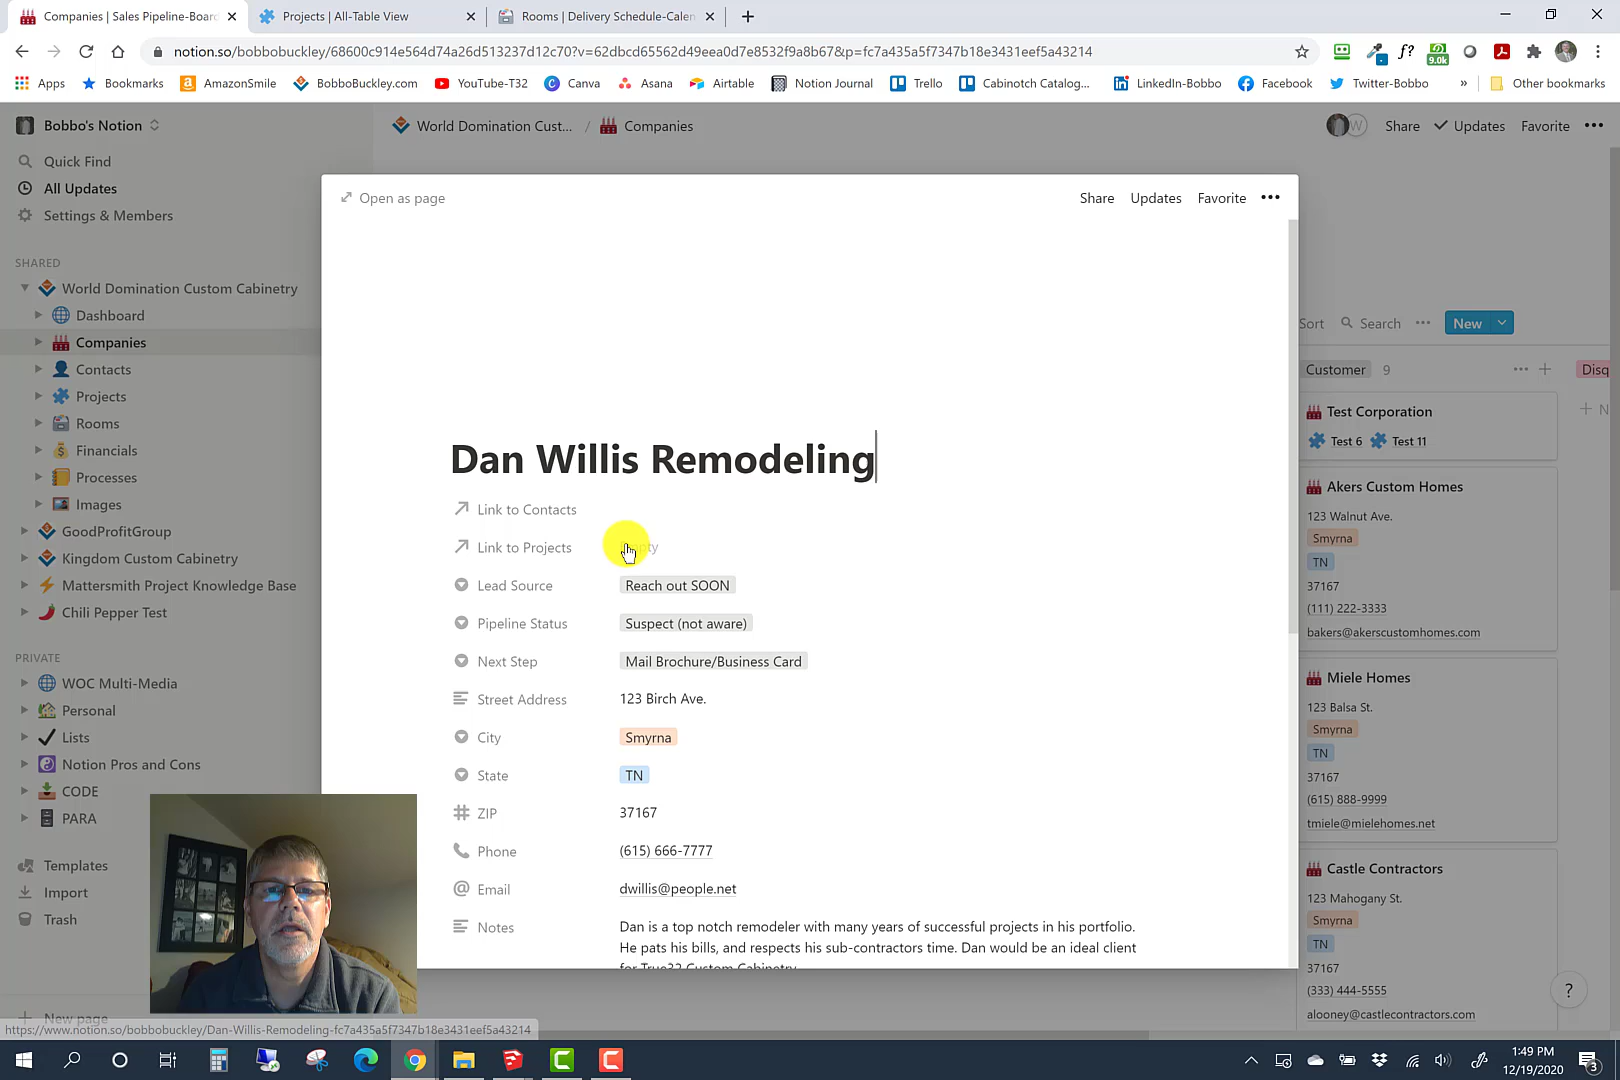 Companies | Sales Pipeline-Board
Projects | All-Table View
Rooms | Delivery Schedule-Calen
notion.so/bobbobuckley/68600c914e564d74a26d513237d12c70?v=62dbcd65562d49eea0d7e8532f9a8b67&p=fc7a435a5f7347b18e3431eef5a43214
f?
9.0k
Apps
Bookmarks
AmazonSmile
BobboBuckley.com
YouTube-T32
Canva
Asana
Airtable
Notion Journal
Trello
Cabinotch Catalog...
LinkedIn-Bobbo
Facebook
Twitter-Bobbo
»
Other bookmarks
Bobbo's Notion
World Domination Cust... / Companies
W
Share
Updates
Favorite
Quick Find
All Updates
Settings & Members
SHARED
World Domination Custom Cabinetry
Dashboard
Companies
Contacts
Projects
Rooms
Financials
Processes
Images
GoodProfitGroup
Kingdom Custom Cabinetry
Mattersmith Project Knowledge Base
Chili Pepper Test
PRIVATE
WOC Multi-Media
Personal
Lists
Notion Pros and Cons
CODE
PARA
Templates
Import
Trash
New page
Open as page
Share
Updates
Favorite
Dan Willis Remodeling
Link to Contacts
Link to Projects
Lead Source Reach out SOON
Pipeline Status Suspect (not aware)
Next Step Mail Brochure/Business Card
Street Address 123 Birch Ave.
City Smyrna
State TN
ZIP 37167
Phone (615) 666-7777
Email dwillis@people.net
Notes Dan is a top notch remodeler with many years of successful projects in his portfolio.
He pats his bills, and respects his sub-contractors time. Dan would be an ideal client
for True32 Custom Cabinetry
Sort
Search
New
Customer 9
Disq
Test Corporation
Test 6 Test 11
Akers Custom Homes
123 Walnut Ave.
Smyrna
TN
37167
(111) 222-3333
bakers@akerscustomhomes.com
Miele Homes
123 Balsa St.
Smyrna
TN
37167
(615) 888-9999
tmiele@mielehomes.net
Castle Contractors
123 Mahogany St.
Smyrna
TN
37167
(333) 444-5555
alooney@castlecontractors.com
?
https://www.notion.so/bobbobuckley/Dan-Willis-Remodeling-fc7a435a5f7347b18e3431eef5a43214
1:49 PM
12/19/2020
3